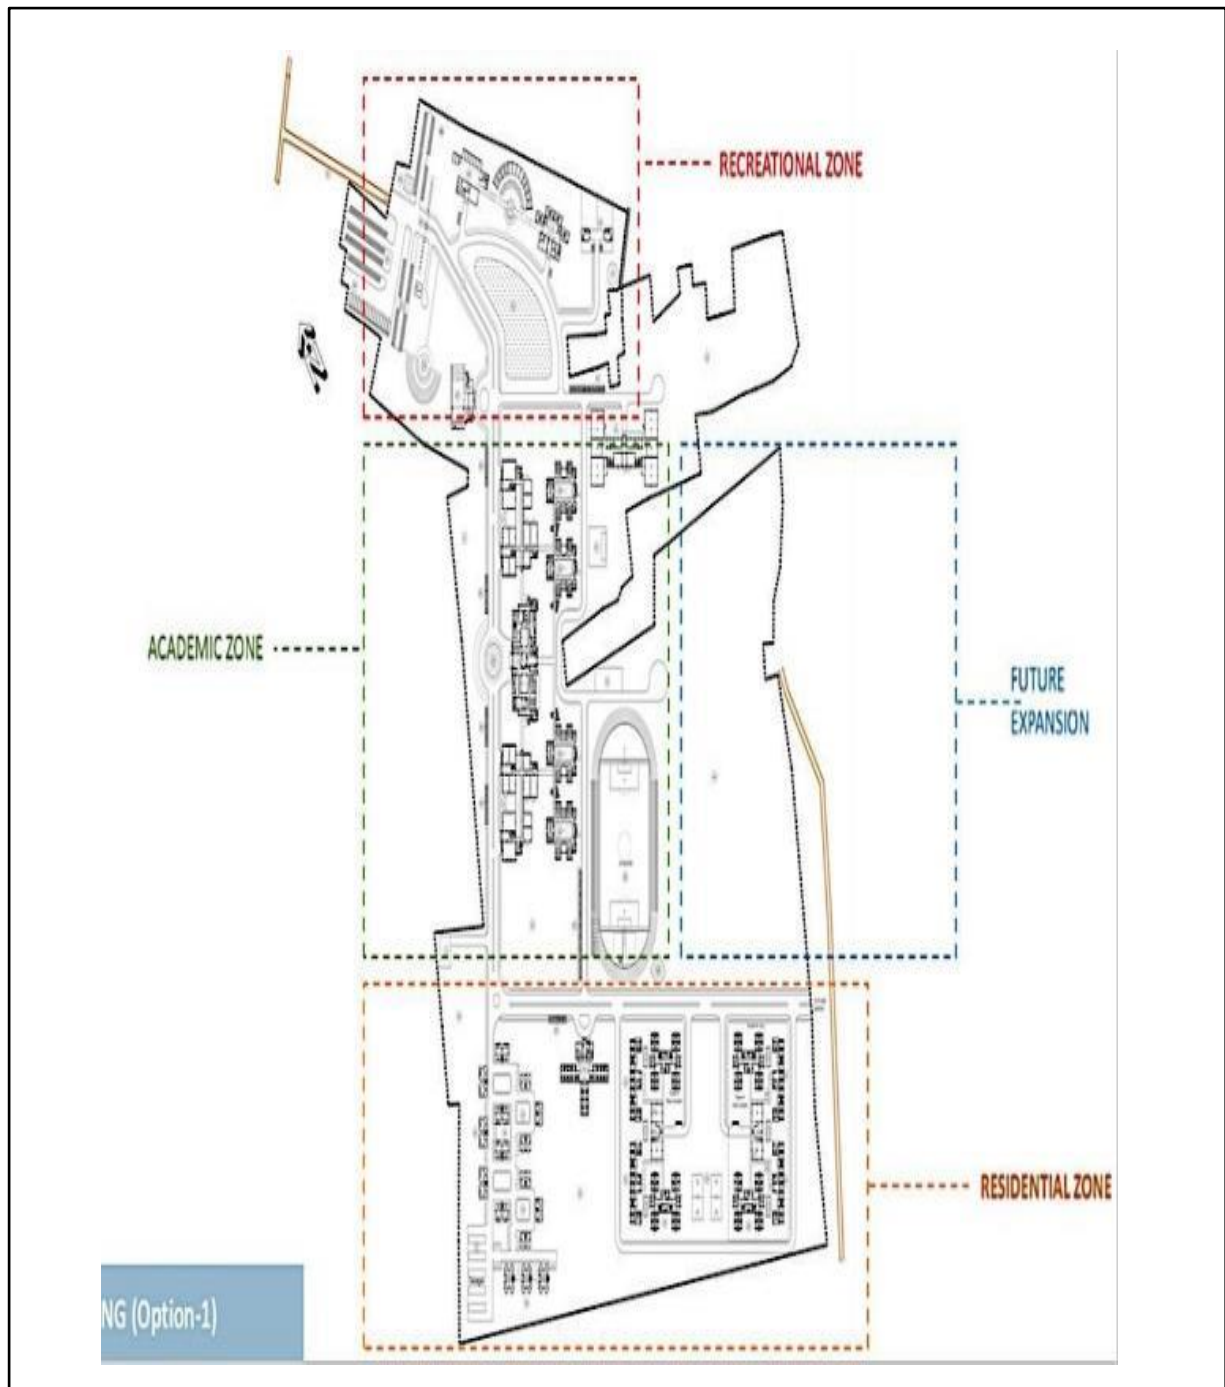 RECREATIONAL ZONE
ACADEMIC ZONE
FUTURE
EXPANSION
RESIDENTIAL ZONE
NG (Option-1)